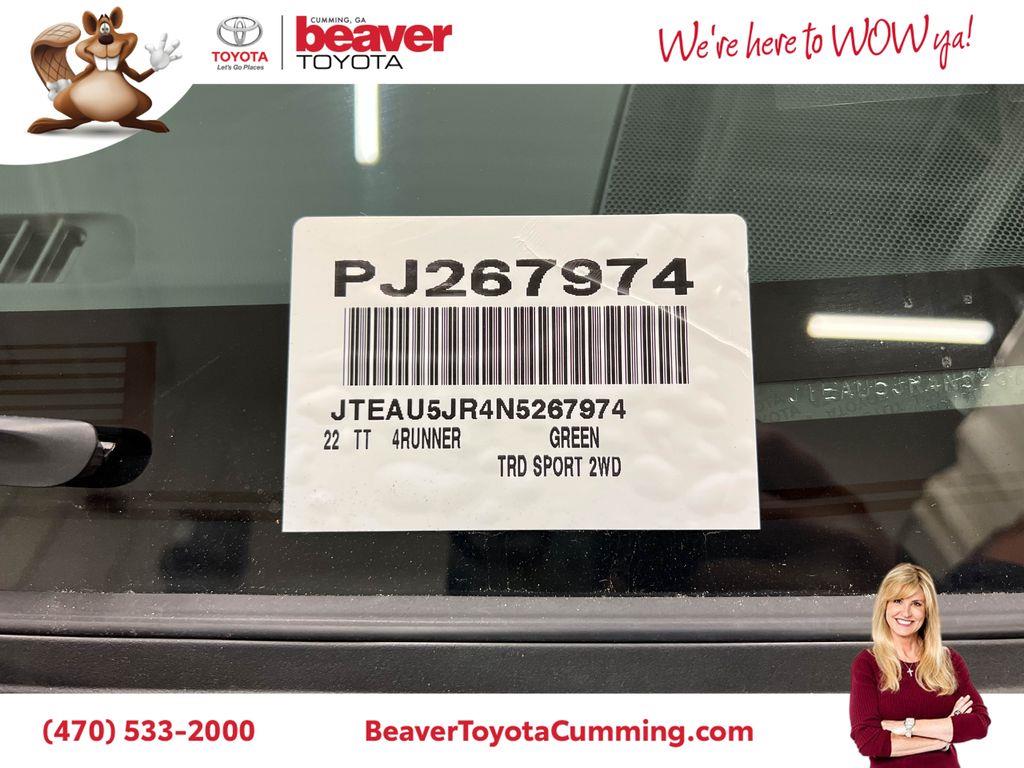 TOYOTA
Let's Go Places
CUMMING, GA
beaver
TOYOTA
We're here to WOW ya!
PJ267974
JTEAU5JR4N5267974
22 TT 4RUNNER GREEN
TRD SPORT 2WD
(470) 533-2000
BeaverToyotaCumming.com